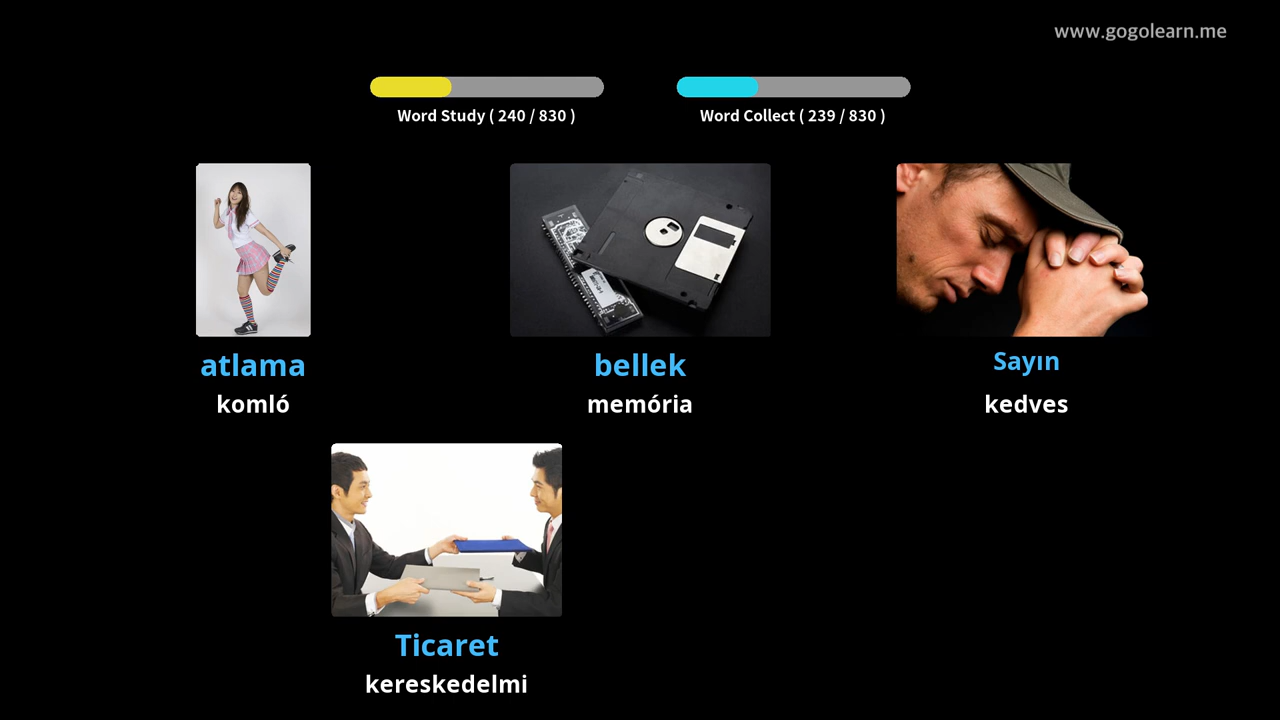 www.gogolearn.me
Word Study ( 240 / 830 )
Word Collect ( 239 / 830 )
atlama
komló
bellek
memória
Sayın
kedves
Ticaret
kereskedelmi